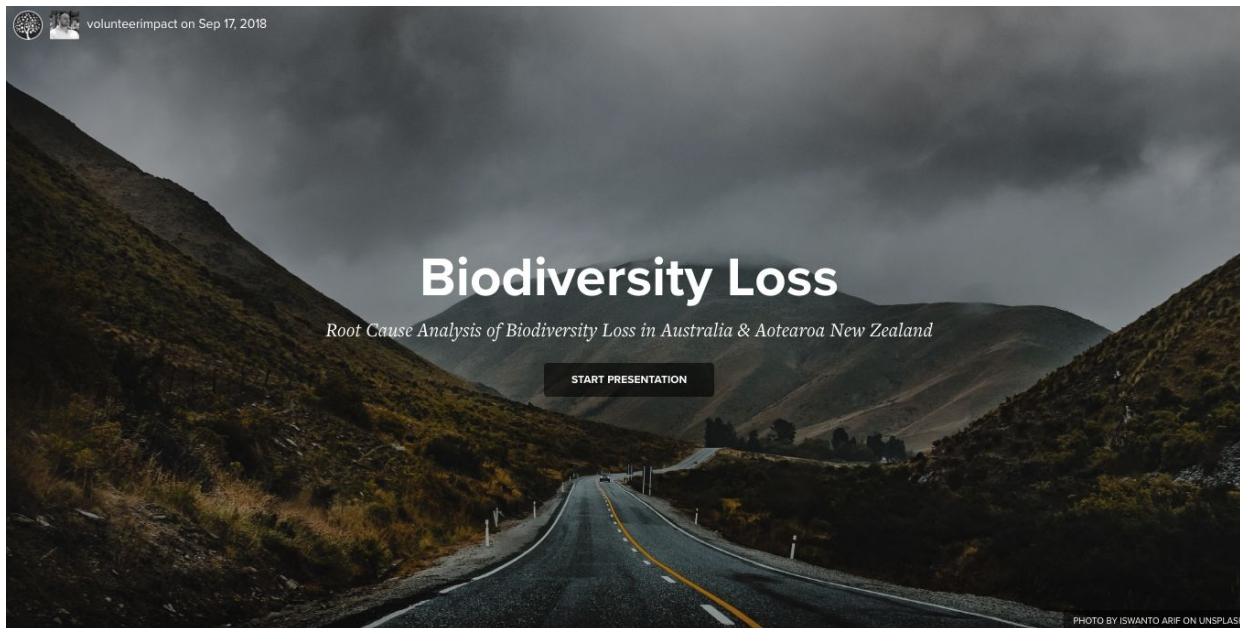 volunteerimpact on Sep 17, 2018
Biodiversity Loss
Root Cause Analysis of Biodiversity Loss in Australia & Aotearoa New Zealand
START PRESENTATION
PHOTO BY ISWANTO ARIF ON UNSPLASH